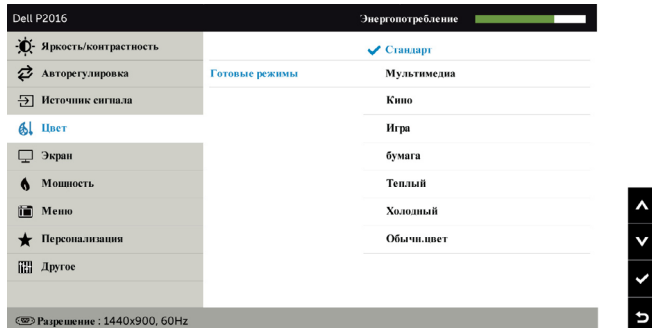 Dell P2016 Энергопотребление
Яркость/контрастность Стандарт
Авторегулировка Готовые режимы Мультимедиа
Источник сигнала Кино
Цвет Игра
Экран бумага
Мощность Теплый
Меню Холодный
Персонализация Обычн.цвет
Другое
Разрешение : 1440x900, 60Hz